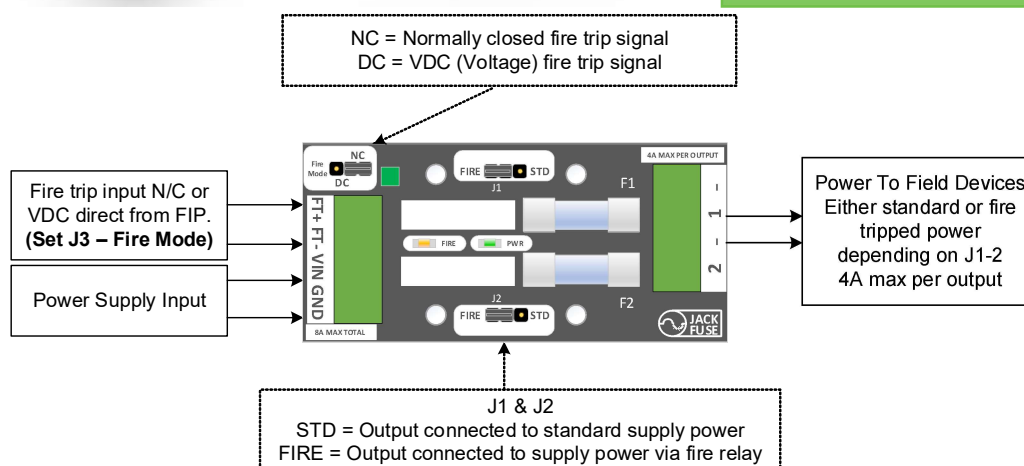 NC = Normally closed fire trip signal
DC = VDC (Voltage) fire trip signal
Fire trip input N/C or
VDC direct from FIP.
(Set J3 – Fire Mode)
Power Supply Input
Fire
Mode
NC
DC
FT+
FT-
VIN
GND
8A MAX TOTAL
FIRE
STD
J1
F1
FIRE
PWR
J2
FIRE
STD
F2
4A MAX PER OUTPUT
-
1
-
2
JACK
FUSE
Power To Field Devices
Either standard or fire
tripped power
depending on J1-2
4A max per output
J1 & J2
STD = Output connected to standard supply power
FIRE = Output connected to supply power via fire relay